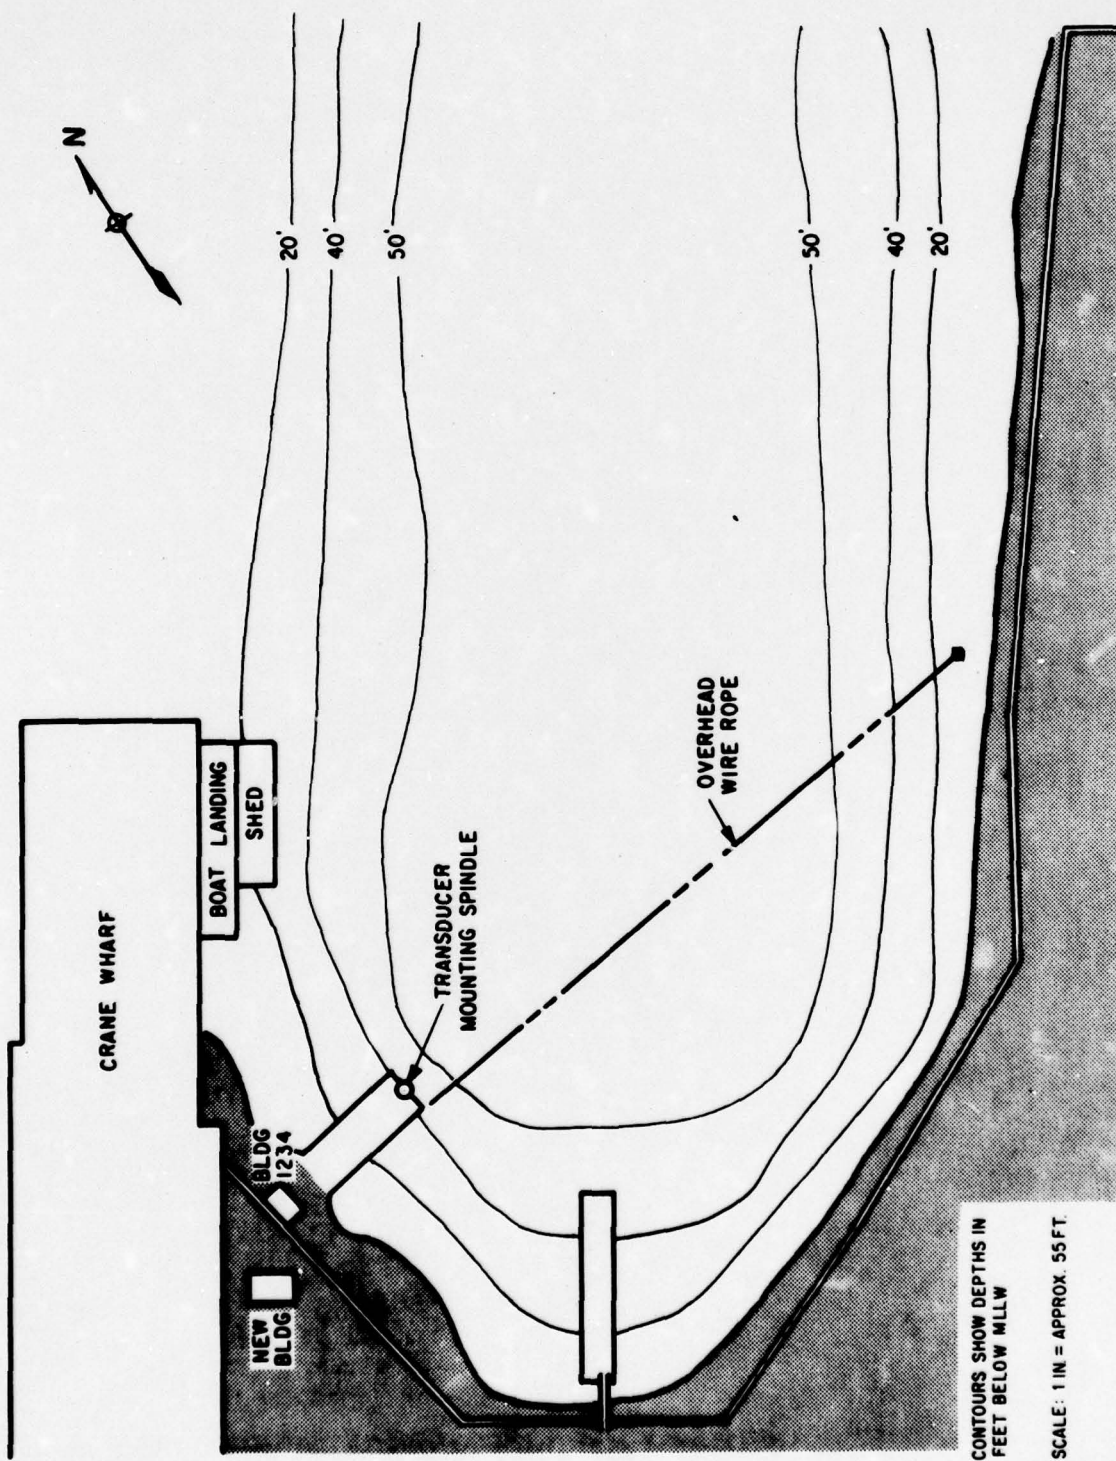 N
20'
40'
50'
50'
40'
20'
CRANE WHARF
BOAT LANDING
SHED
TRANSDUCER
MOUNTING SPINDLE
OVERHEAD
WIRE ROPE
BLDG
1234
NEW
BLDG
CONTOURS SHOW DEPTHS IN
FEET BELOW MLLW
SCALE: 1 IN = APPROX. 55 FT.